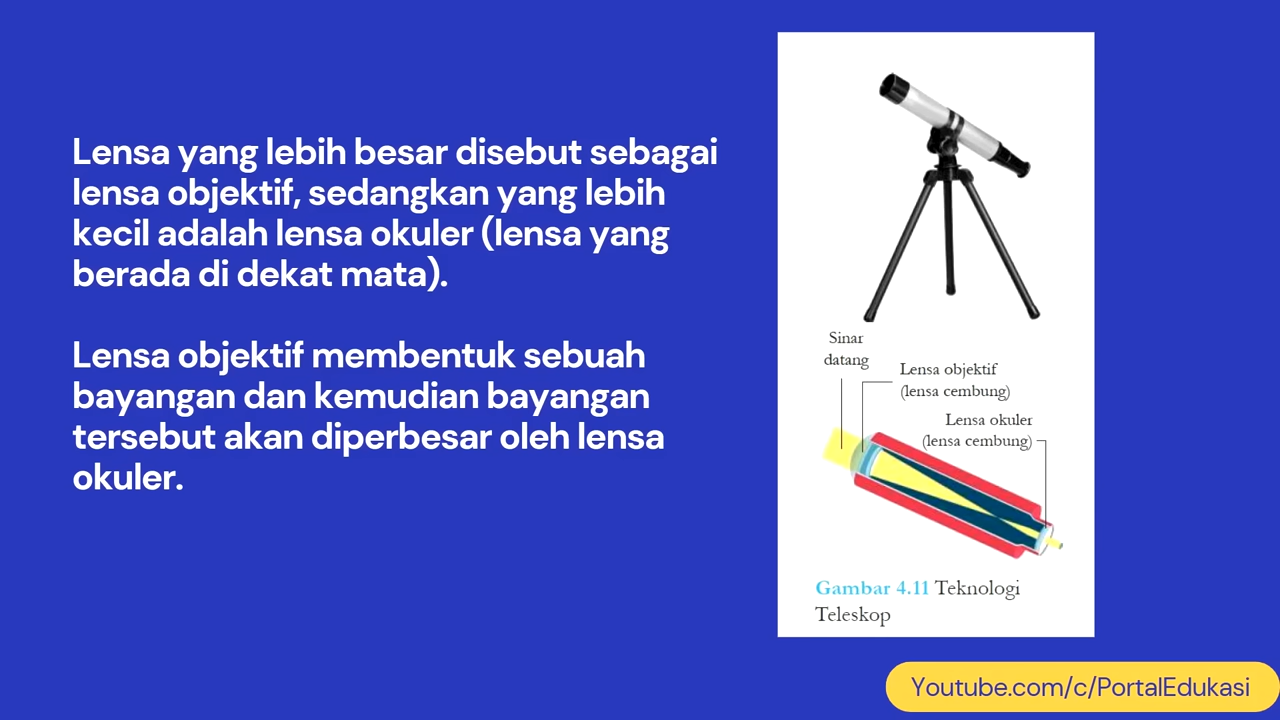 Lensa yang lebih besar disebut sebagai
lensa objektif, sedangkan yang lebih
kecil adalah lensa okuler (lensa yang
berada di dekat mata).
Lensa objektif membentuk sebuah
bayangan dan kemudian bayangan
tersebut akan diperbesar oleh lensa
okuler.
Sinar
datang
Lensa objektif
(lensa cembung)
Lensa okuler
(lensa cembung)
Gambar 4.11 Teknologi
Teleskop
Youtube.com/c/PortalEdukasi